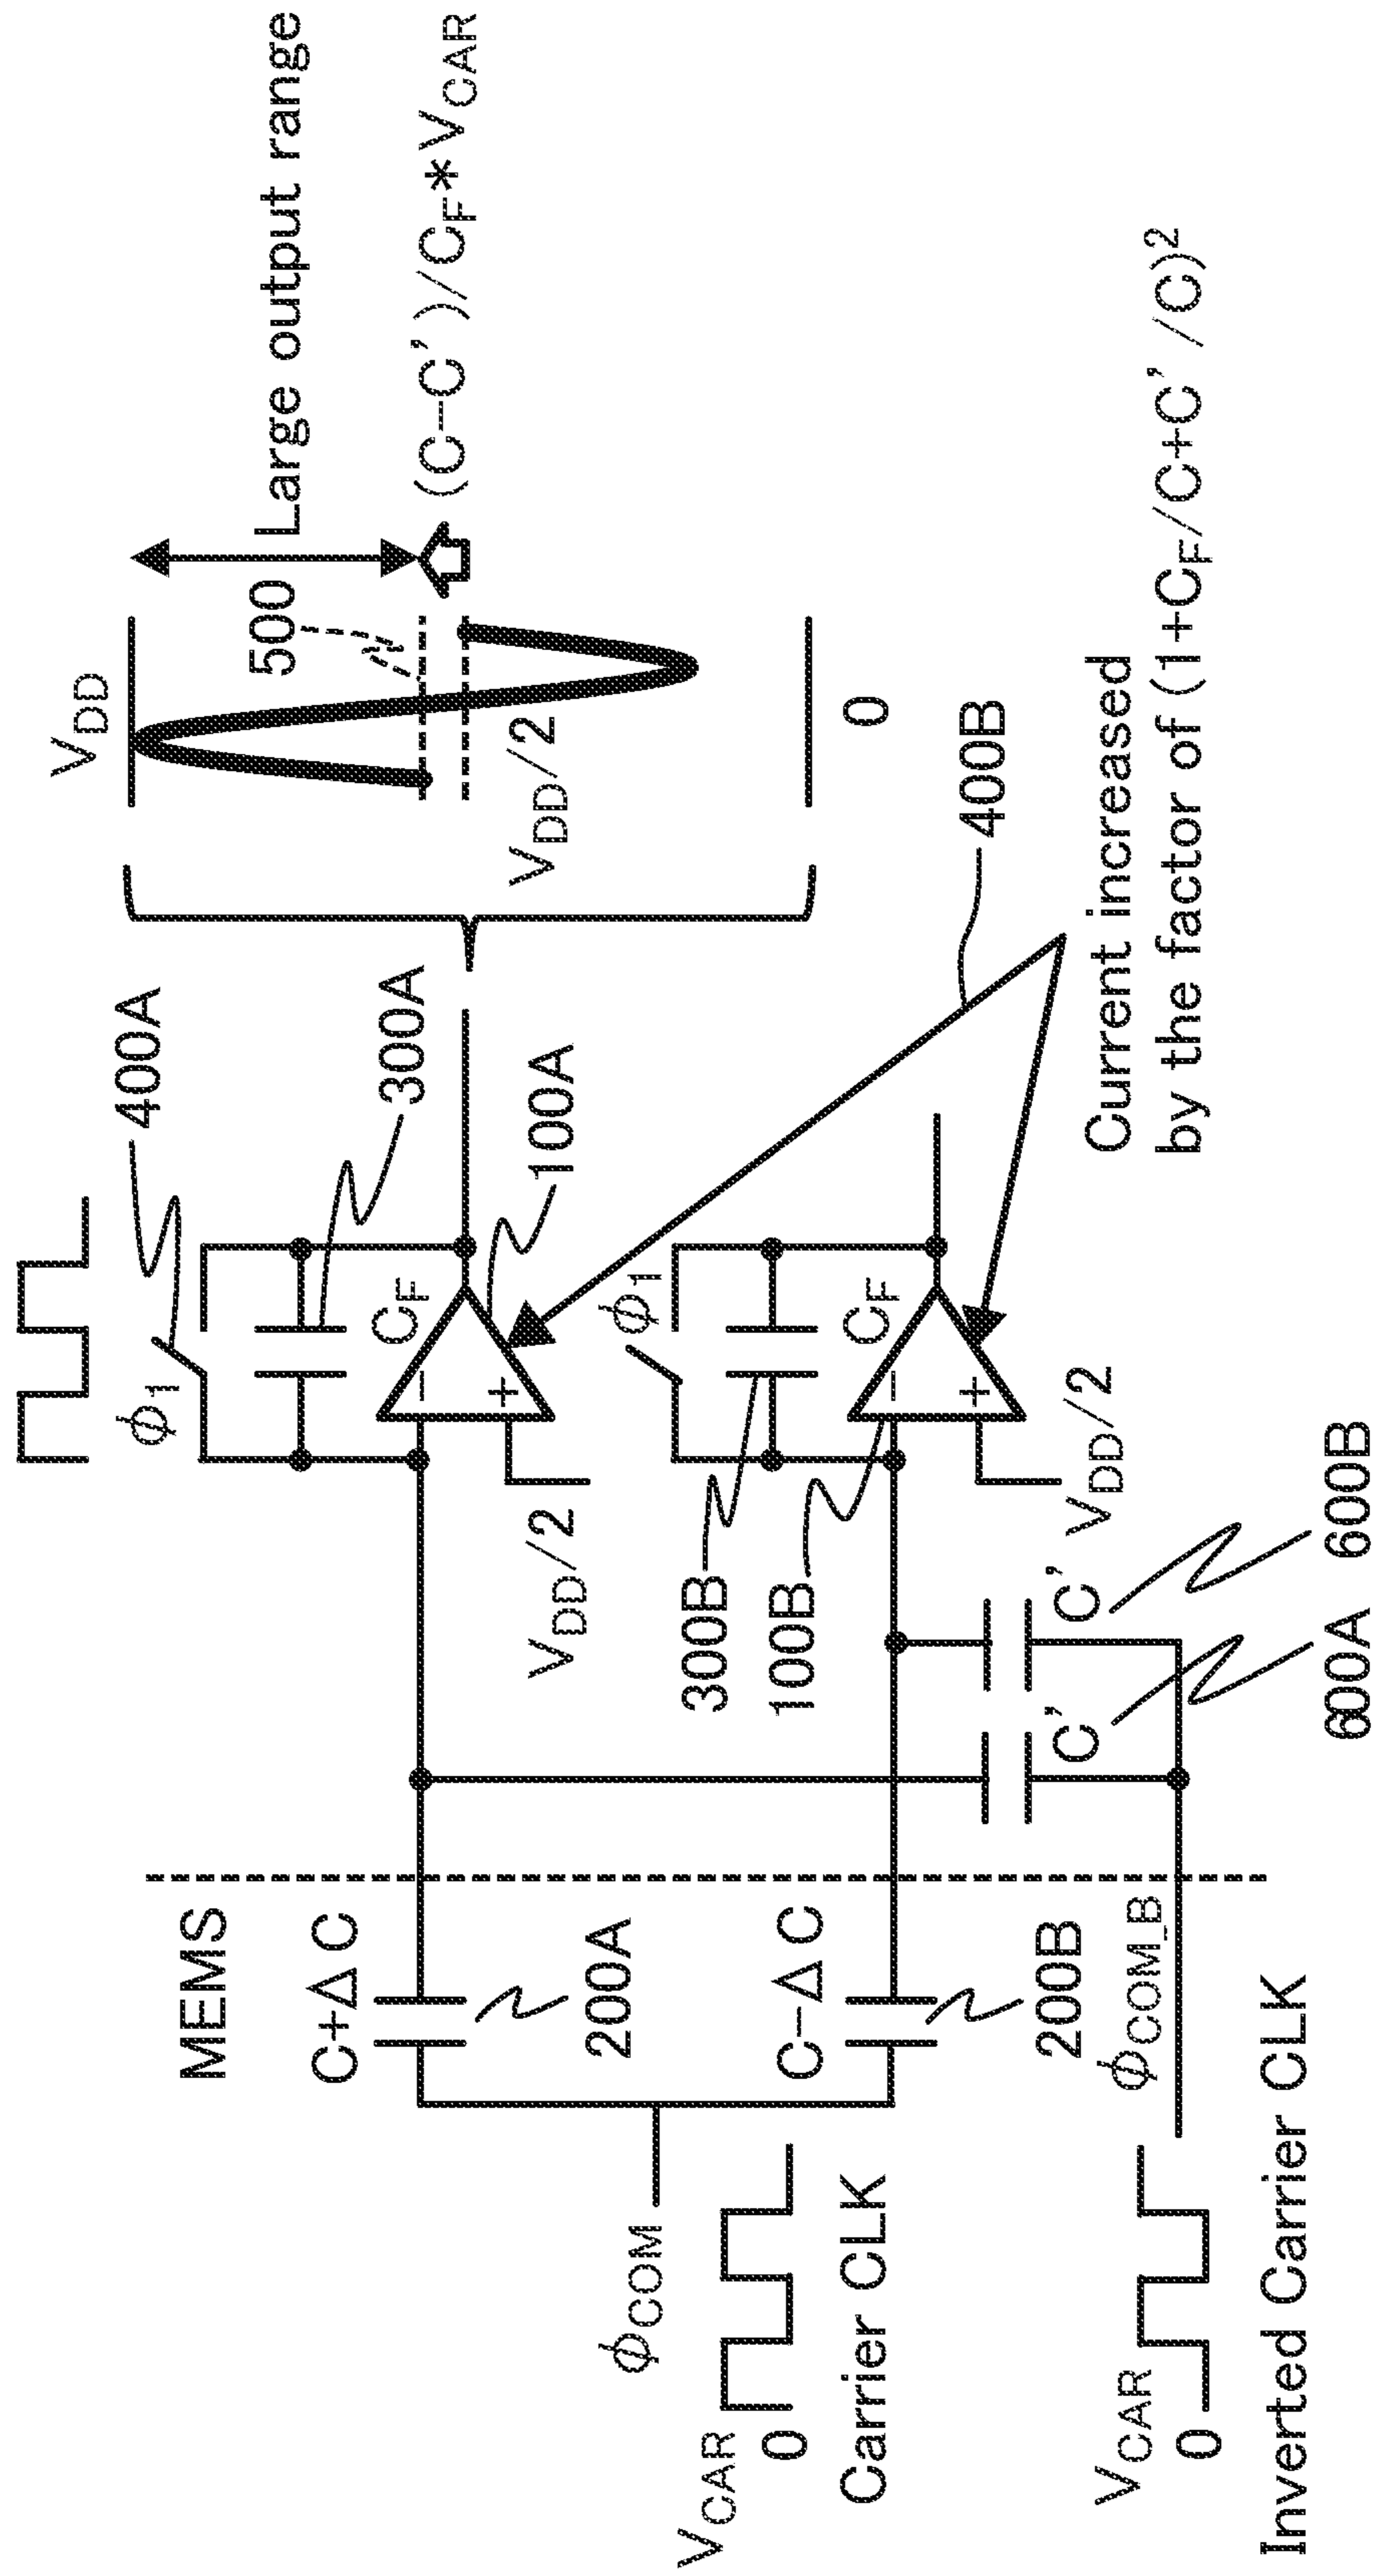 MEMS
C+ΔC
200A
C-ΔC
200B
φCOM
VCAR
0
Carrier CLK
φCOM_B
VCAR
0
Inverted Carrier CLK
φ1
400A
300A
CF
100A
−
+
VDD/2
φ1
CF
300B
100B
−
+
VDD/2
C'
C'
600A
600B
VDD
500
VDD/2
0
Large output range
(C-C')/CF*VCAR
400B
Current increased
by the factor of (1+CF/C+C'/C)2